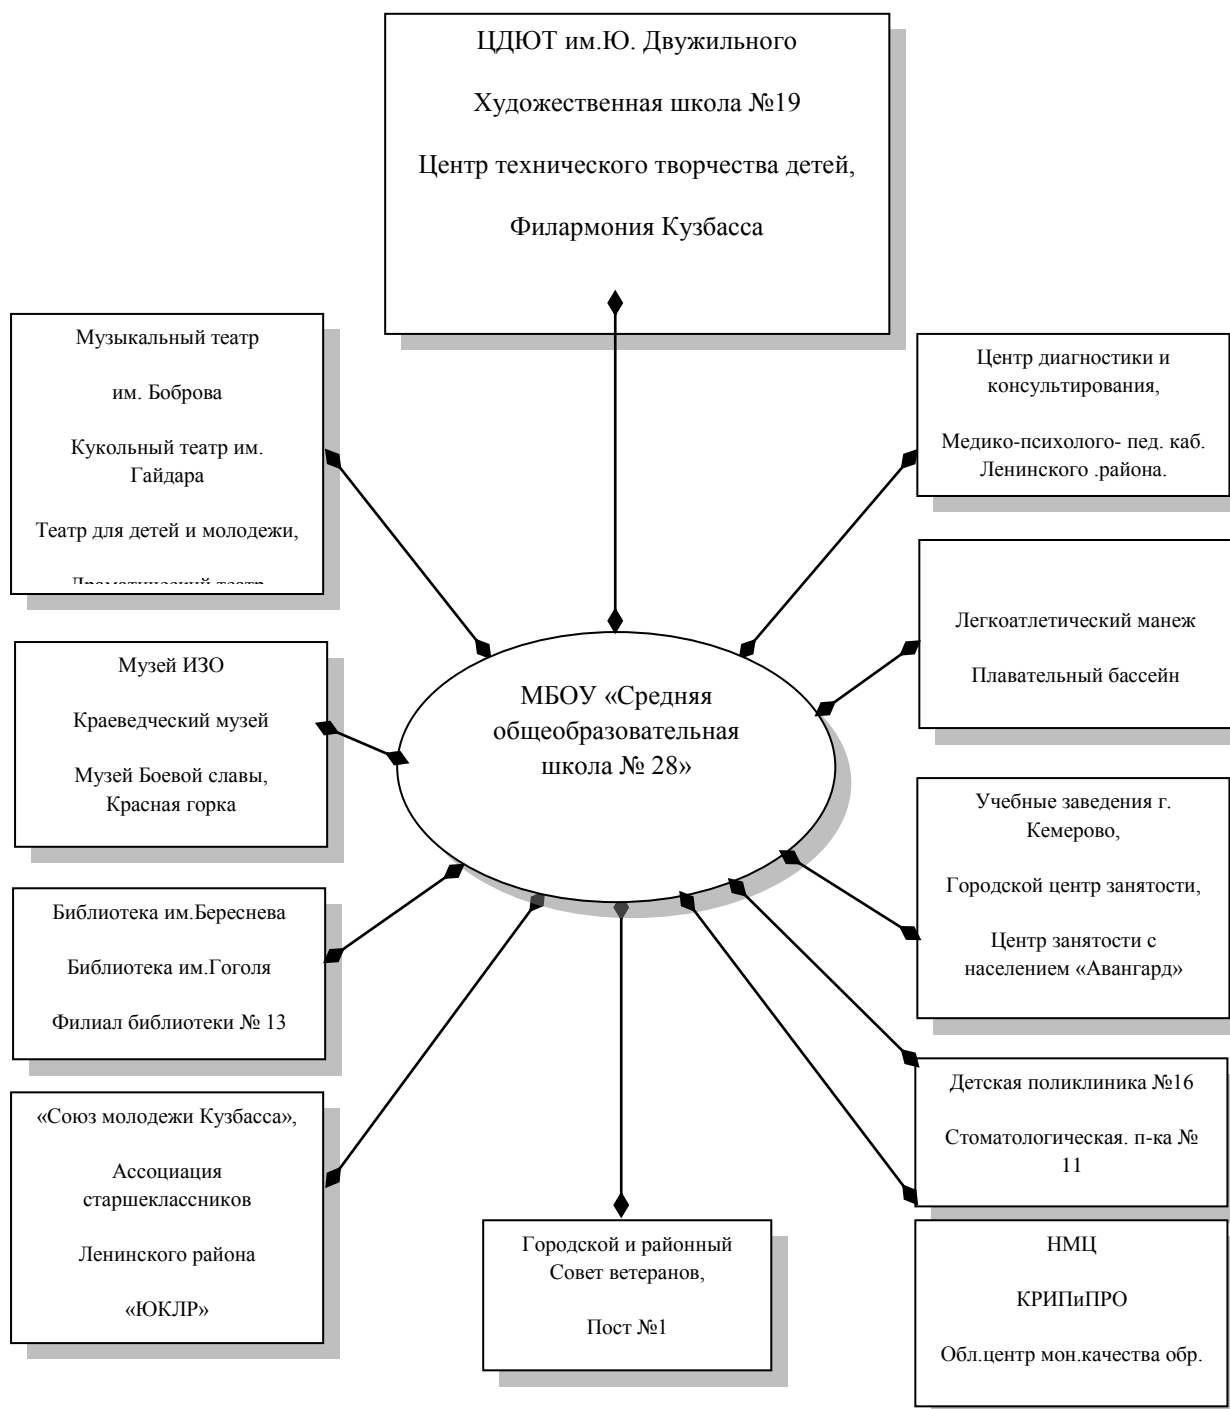 ЦДЮТ им.Ю. Двужильного
Художественная школа №19
Центр технического творчества детей,
Филармония Кузбасса
Музыкальный театр
им. Боброва
Кукольный театр им.
Гайдара
Театр для детей и молодежи,
Драматический театр
Центр диагностики и
консультирования,
Медико-психолого- пед. каб.
Ленинского .района.
Легкоатлетический манеж
Плавательный бассейн
Музей ИЗО
Краеведческий музей
Музей Боевой славы,
Красная горка
МБОУ «Средняя
общеобразовательная
школа № 28»
Учебные заведения г.
Кемерово,
Городской центр занятости,
Центр занятости с
населением «Авангард»
Библиотека им.Береснева
Библиотека им.Гоголя
Филиал библиотеки № 13
Детская поликлиника №16
Стоматологическая. п-ка №
11
«Союз молодежи Кузбасса»,
Ассоциация
старшеклассников
Ленинского района
«ЮКЛР»
Городской и районный
Совет ветеранов,
Пост №1
НМЦ
КРИПиПРО
Обл.центр мон.качества обр.